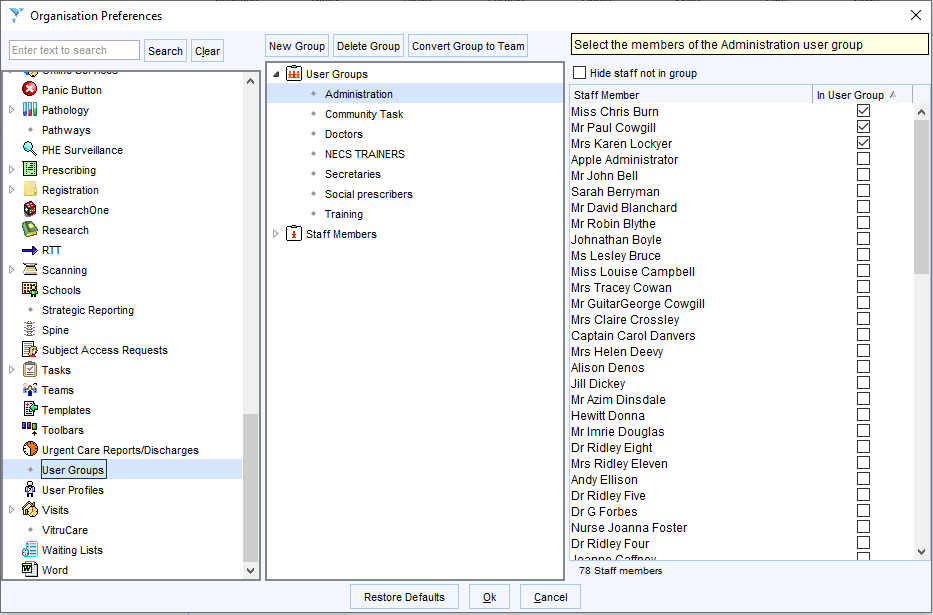 Organisation Preferences
Enter text to search
Search
Clear
Online Services
Panic Button
Pathology
Pathways
PHE Surveillance
Prescribing
Registration
ResearchOne
Research
RTT
Scanning
Schools
Strategic Reporting
Spine
Subject Access Requests
Tasks
Teams
Templates
Toolbars
Urgent Care Reports/Discharges
User Groups
User Profiles
Visits
VitruCare
Waiting Lists
Word
New Group
Delete Group
Convert Group to Team
User Groups
Administration
Community Task
Doctors
NECS TRAINERS
Secretaries
Social prescribers
Training
Staff Members
Select the members of the Administration user group
Hide staff not in group
Staff Member In User Group
Miss Chris Burn
Mr Paul Cowgill
Mrs Karen Lockyer
Apple Administrator
Mr John Bell
Sarah Berryman
Mr David Blanchard
Mr Robin Blythe
Johnathan Boyle
Ms Lesley Bruce
Miss Louise Campbell
Mrs Tracey Cowan
Mr GuitarGeorge Cowgill
Mrs Claire Crossley
Captain Carol Danvers
Mrs Helen Deevy
Alison Denos
Jill Dickey
Mr Azim Dinsdale
Hewitt Donna
Mr Imrie Douglas
Dr Ridley Eight
Mrs Ridley Eleven
Andy Ellison
Dr Ridley Five
Dr G Forbes
Nurse Joanna Foster
Dr Ridley Four
Joanne Gaffney
78 Staff members
Restore Defaults
Ok
Cancel